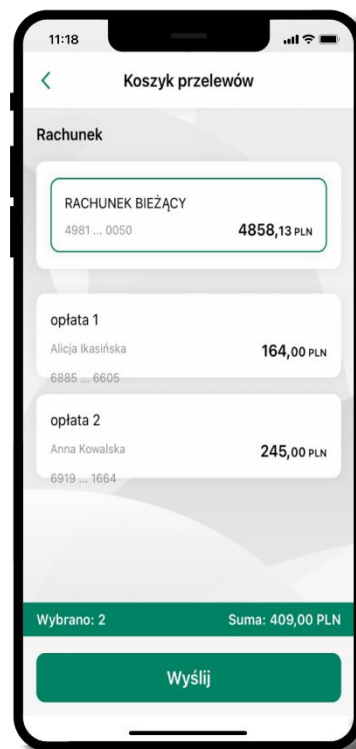 11:18
Koszyk przelewów
Rachunek
RACHUNEK BIEŻĄCY
4981 ... 0050 4858,13 PLN
opłata 1
Alicja Ikasińska 164,00 PLN
6885 ... 6605
opłata 2
Anna Kowalska 245,00 PLN
6919 ... 1664
Wybrano: 2 Suma: 409,00 PLN
Wyślij